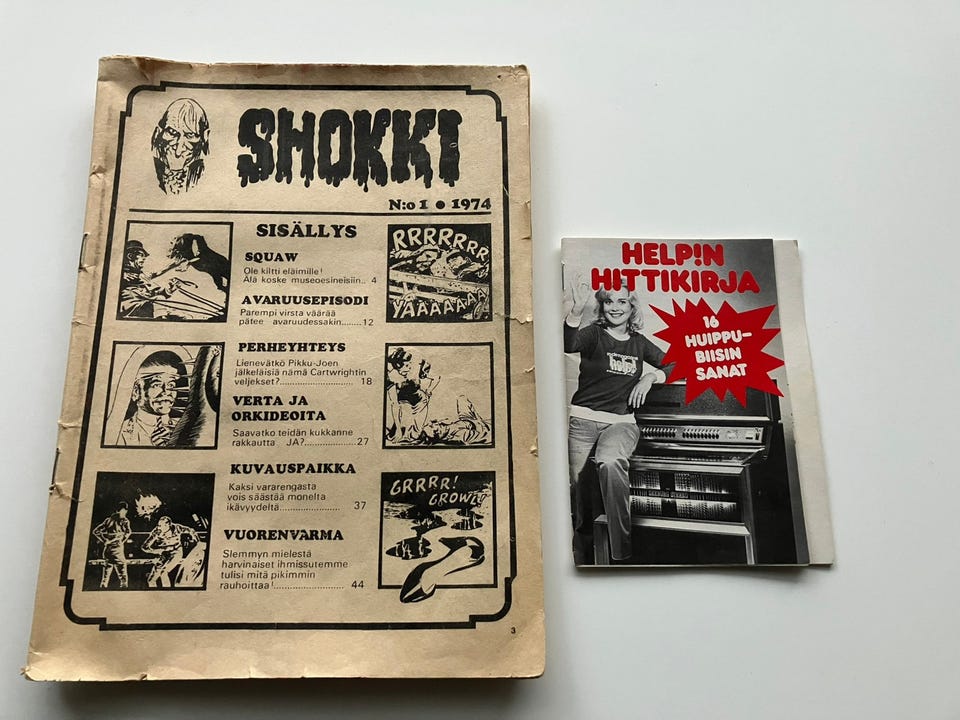 SHOKKI
N:o 1 ● 1974
SISÄLLYS
SQUAW
Ole kiltti eläimille!
Älä koske museoesineisiin.. 4
AVARUUSEPISODI
Parempi virsta väärää
pätee avaruudessakin........12
PERHEYHTEYS
Lienevätkö Pikku-Joen
jälkeläisiä nämä Cartwrightin
veljekset?........................ 18
VERTA JA
ORKIDEOITA
Saavatko teidän kukkanne
rakkautta JA?..................27
KUVAUSPAIKKA
Kaksi vararengasta
vois säästää monelta
ikävyydeltä...................... 37
VUORENVARMA
Slemmyn mielestä
harvinaiset ihmissutemme
tulisi mitä pikimmin
rauhoittaa!....................... 44
RRRRRRR
YAAAAAAA
GRRRR!
GROWL!
3
HELP!N
HITTIKIRJA
16
HUIPPU-
BIISIN
SANAT